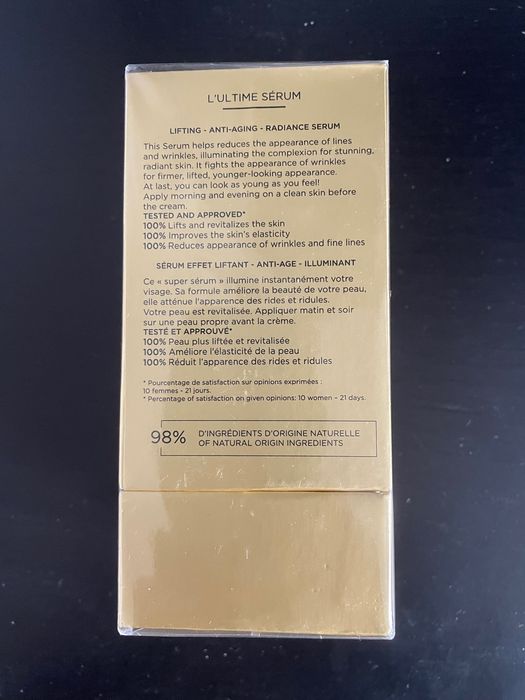 L'ULTIME SÉRUM
LIFTING - ANTI-AGING - RADIANCE SERUM
This Serum helps reduces the appearance of lines
and wrinkles, illuminating the complexion for stunning,
radiant skin. It fights the appearance of wrinkles
for firmer, lifted, younger-looking appearance.
At last, you can look as young as you feel!
Apply morning and evening on a clean skin before
the cream.
TESTED AND APPROVED*
100% Lifts and revitalizes the skin
100% Improves the skin's elasticity
100% Reduces appearance of wrinkles and fine lines
SÉRUM EFFET LIFTANT - ANTI-AGE - ILLUMINANT
Ce « super sérum » illumine instantanément votre
visage. Sa formule améliore la beauté de votre peau,
elle atténue l'apparence des rides et ridules.
Votre peau est revitalisée. Appliquer matin et soir
sur une peau propre avant la crème.
TESTÉ ET APPROUVÉ*
100% Peau plus liftée et revitalisée
100% Améliore l'élasticité de la peau
100% Réduit l'apparence des rides et ridules
* Pourcentage de satisfaction sur opinions exprimées :
10 femmes - 21 jours.
* Percentage of satisfaction on given opinions: 10 women – 21 days.
98% D'INGRÉDIENTS D'ORIGINE NATURELLE
OF NATURAL ORIGIN INGREDIENTS